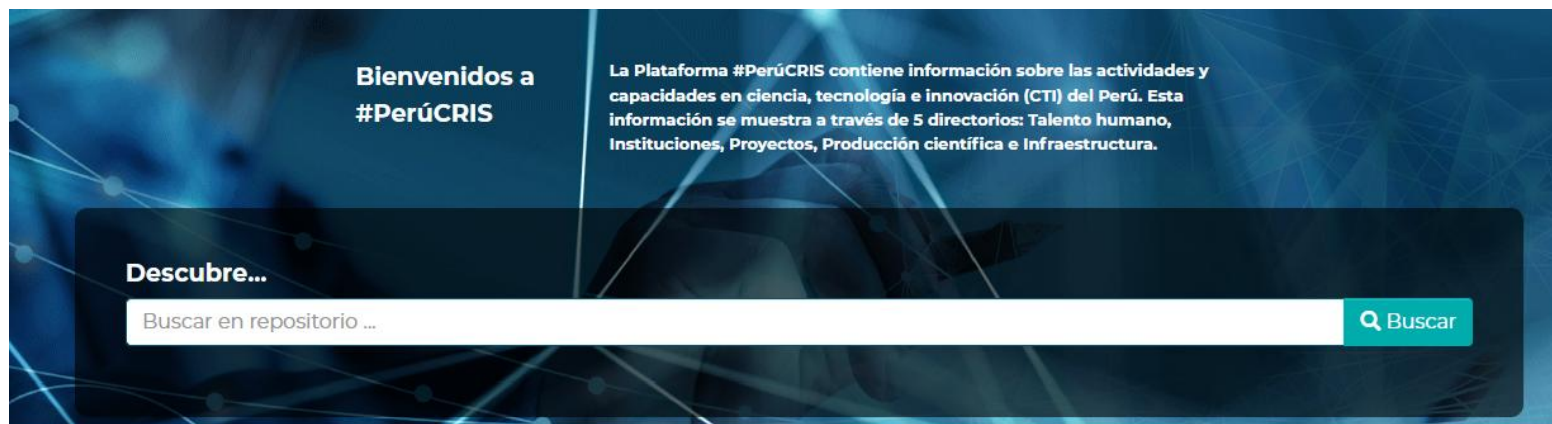 Bienvenidos a
#PerúCRIS
La Plataforma #PerúCRIS contiene información sobre las actividades y
capacidades en ciencia, tecnología e innovación (CTI) del Perú. Esta
información se muestra a través de 5 directorios: Talento humano,
Instituciones, Proyectos, Producción científica e Infraestructura.
Descubre...
Buscar en repositorio ...
Buscar